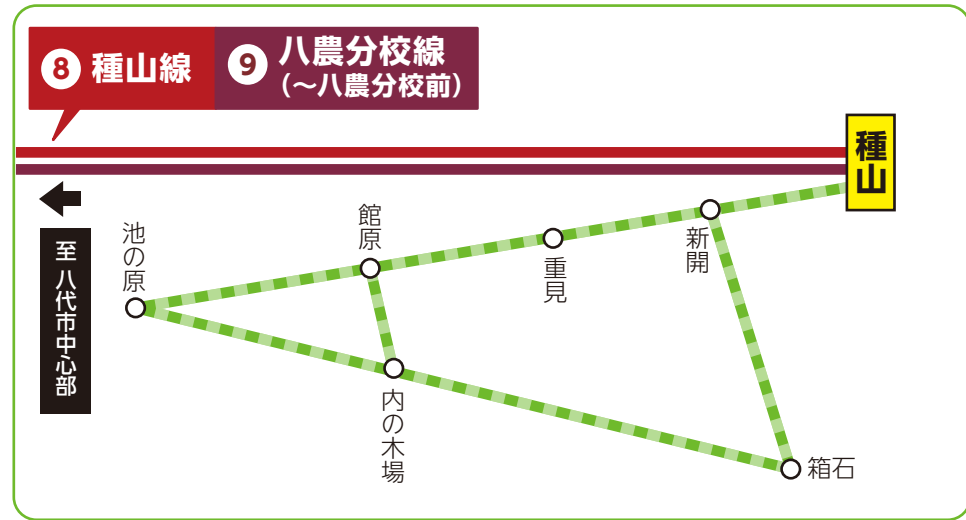 8 種山線
9 八農分校線
(〜八農分校前)
種山
至 八代市中心部
池の原
館原
重見
新開
内の木場
箱石